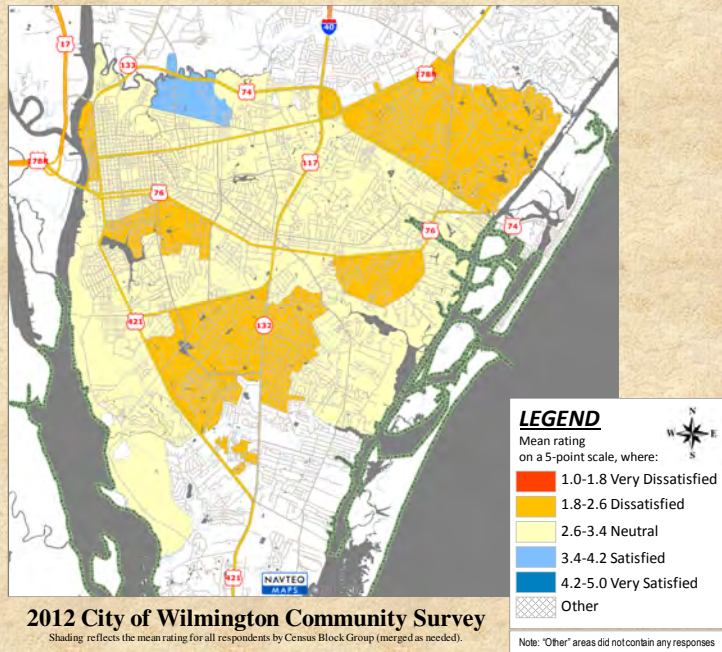 40
17
133
74
78B
117
78B
76
76
74
421
132
421
NAVTEQ
MAPS
LEGEND
N
W E
S
Mean rating
on a 5-point scale, where:
1.0-1.8 Very Dissatisfied
1.8-2.6 Dissatisfied
2.6-3.4 Neutral
3.4-4.2 Satisfied
4.2-5.0 Very Satisfied
Other
2012 City of Wilmington Community Survey
Shading reflects the mean rating for all respondents by Census Block Group (merged as needed).
Note: "Other" areas did not contain any responses